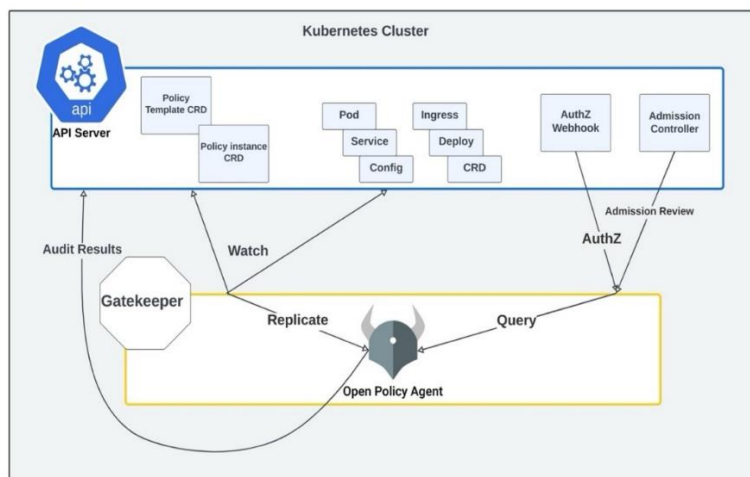 Kubernetes Cluster
api
API Server
Policy
Template CRD
Policy instance
CRD
Pod
Service
Config
Ingress
Deploy
CRD
AuthZ
Webhook
Admission
Controller
Audit Results
Watch
AuthZ
Admission Review
Gatekeeper
Replicate
Query
Open Policy Agent